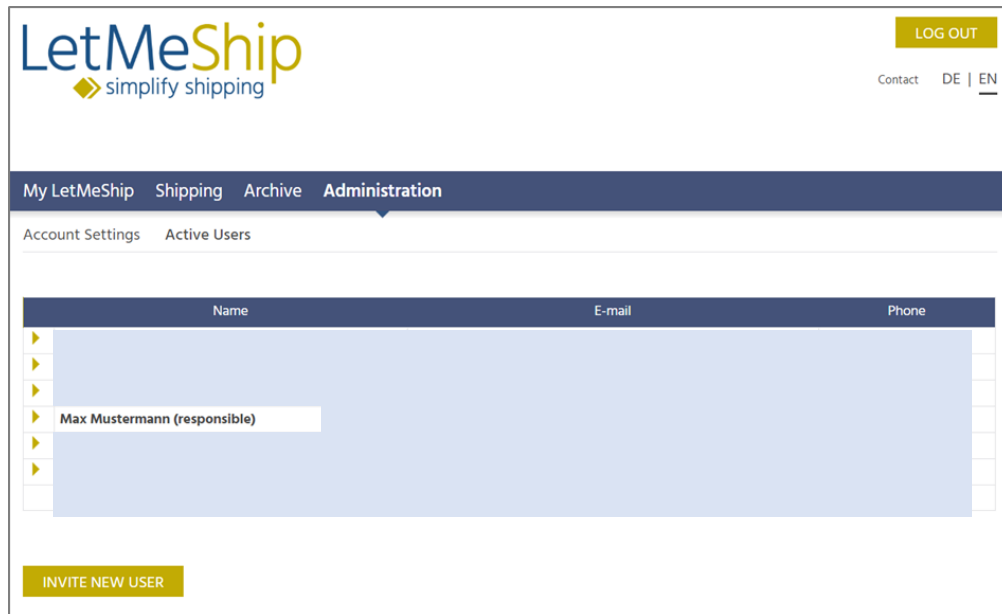 LetMeShip
simplify shipping
LOG OUT
Contact DE | EN
My LetMeShip Shipping Archive Administration
Account Settings Active Users
Name E-mail Phone
Max Mustermann (responsible)
INVITE NEW USER